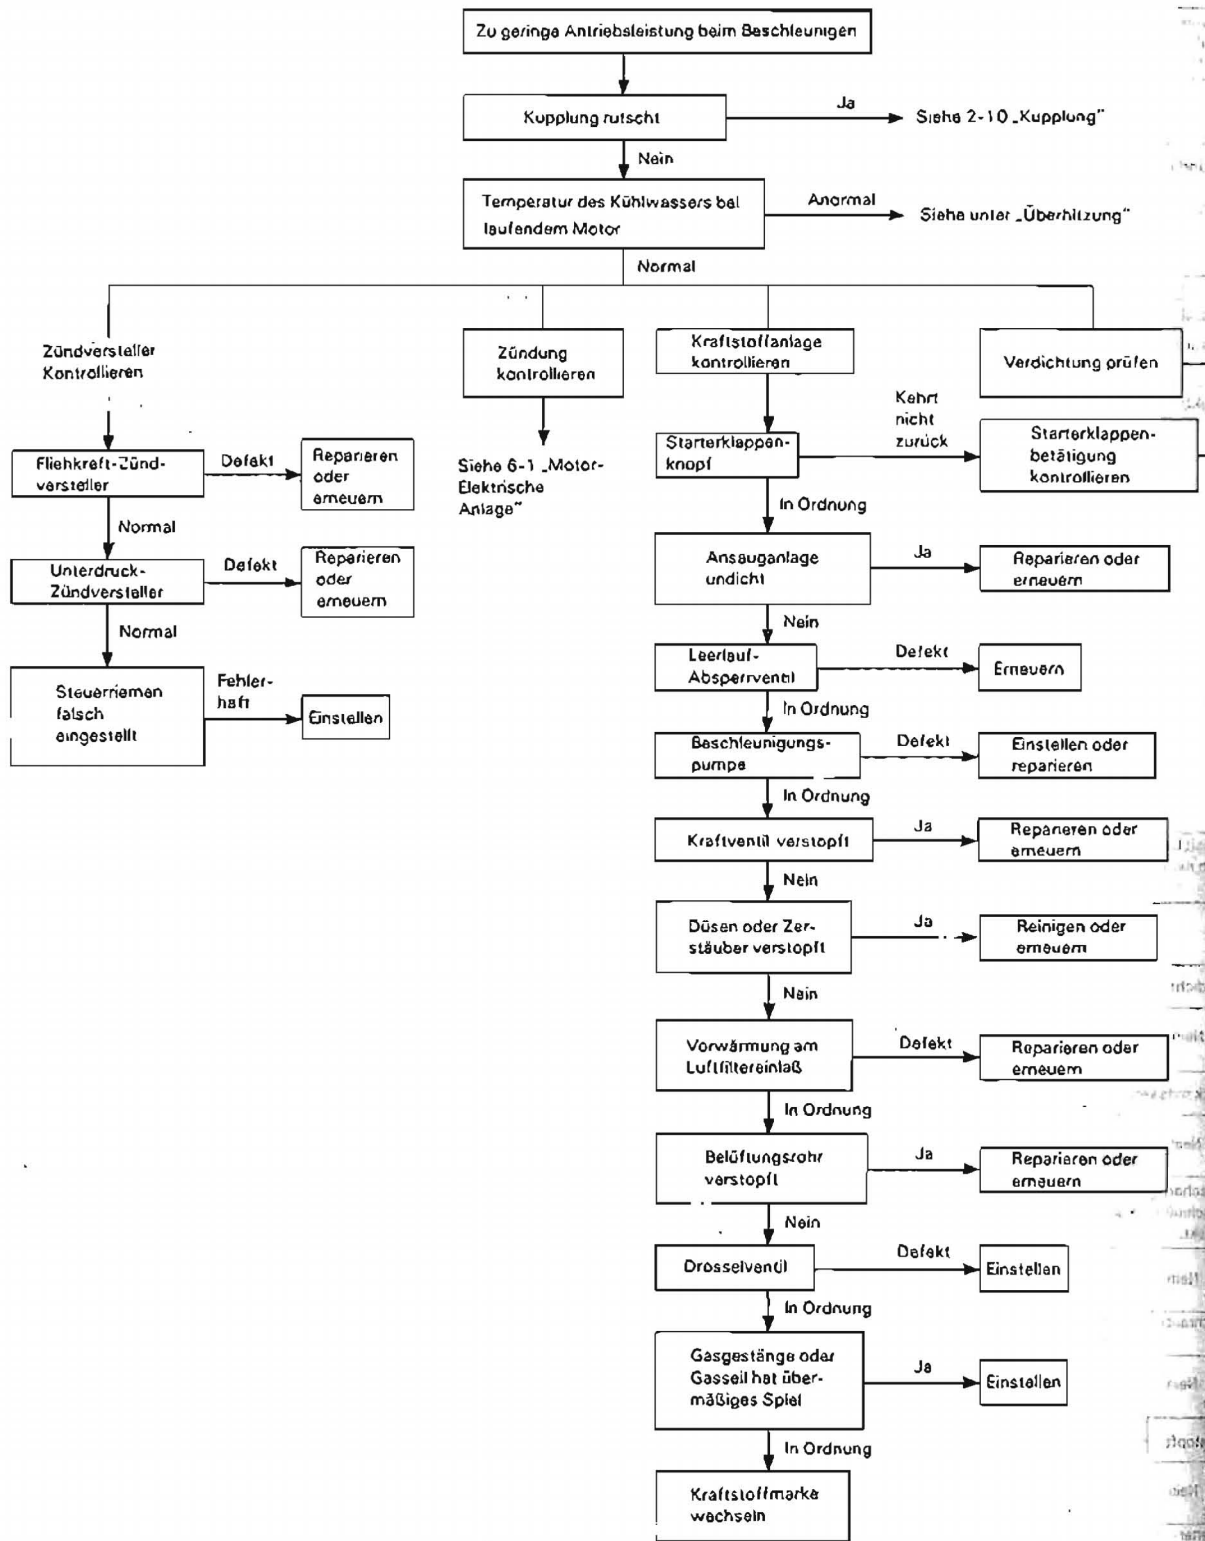 Zu geringe Antriebsleistung beim Beschleunigen
Kupplung rutscht
Ja
Siehe 2-10 „Kupplung"
Nein
Temperatur des Kühlwassers bei
laufendem Motor
Anormal
Siehe unter „Überhitzung"
Normal
Zündversteller
Kontrollieren
Fliehkraft-Zünd-
versteller
Defekt
Reparieren
oder
erneuern
Normal
Unterdruck-
Zündversteller
Defekt
Reparieren
oder
erneuern
Normal
Steuerriemen
falsch
eingestellt
Fehler-
haft
Einstellen
Zündung
kontrollieren
Siehe 6-1 „Motor-
Elektrische
Anlage"
Kraftstoffanlage
kontrollieren
Starterklappen-
knopf
Kehrt
nicht
zurück
Starterklappen-
betätigung
kontrollieren
In Ordnung
Ansauganlage
undicht
Ja
Reparieren oder
erneuern
Nein
Leerlauf-
Absperrventil
Defekt
Erneuern
In Ordnung
Beschleunigungs-
pumpe
Defekt
Einstellen oder
reparieren
In Ordnung
Kraftventil verstopft
Ja
Reparieren oder
erneuern
Nein
Düsen oder Zer-
stäuber verstopft
Ja
Reinigen oder
erneuern
Nein
Vorwärmung am
Luftfiltereinlaß
Defekt
Reparieren oder
erneuern
In Ordnung
Belüftungsrohr
verstopft
Ja
Reparieren oder
erneuern
Nein
Drosselventil
Defekt
Einstellen
In Ordnung
Gasgestänge oder
Gasseil hat über-
mäßiges Spiel
Ja
Einstellen
In Ordnung
Kraftstoffmarke
wechseln
Verdichtung prüfen